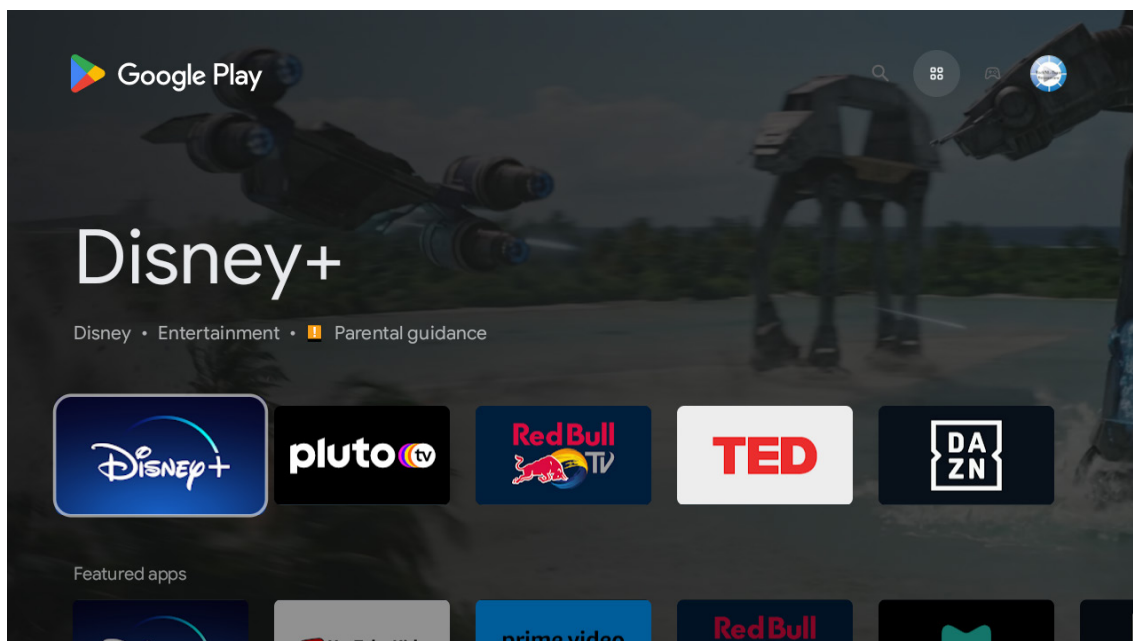 Google Play
Disney+
Disney • Entertainment • Parental guidance
Disney+
pluto tv
Red Bull
TV
TED
DA
ZN
Featured apps
prime video
Red Bull